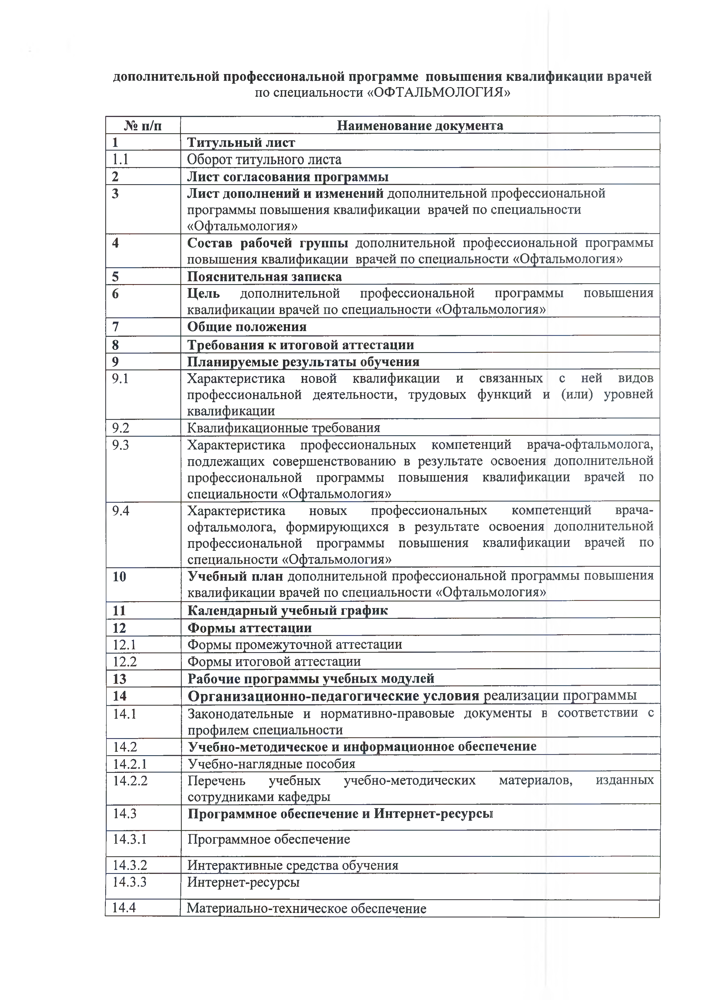 дополнительной профессиональной программе повышения квалификации врачей
по специальности «ОФТАЛЬМОЛОГИЯ»
№ п/п Наименование документа
1 Титульный лист
1.1 Оборот титульного листа
2 Лист согласования программы
3 Лист дополнений и изменений дополнительной профессиональной
программы повышения квалификации врачей по специальности
«Офтальмология»
4 Состав рабочей группы дополнительной профессиональной программы
повышения квалификации врачей по специальности «Офтальмология»
5 Пояснительная записка
6 Цель дополнительной профессиональной программы повышения
квалификации врачей по специальности «Офтальмология»
7 Общие положения
8 Требования к итоговой аттестации
9 Планируемые результаты обучения
9.1 Характеристика новой квалификации и связанных с ней видов
профессиональной деятельности, трудовых функций и (или) уровней
квалификации
9.2 Квалификационные требования
9.3 Характеристика профессиональных компетенций врача-офтальмолога,
подлежащих совершенствованию в результате освоения дополнительной
профессиональной программы повышения квалификации врачей по
специальности «Офтальмология»
9.4 Характеристика новых профессиональных компетенций врача-
офтальмолога, формирующихся в результате освоения дополнительной
профессиональной программы повышения квалификации врачей по
специальности «Офтальмология»
10 Учебный план дополнительной профессиональной программы повышения
квалификации врачей по специальности «Офтальмология»
11 Календарный учебный график
12 Формы аттестации
12.1 Формы промежуточной аттестации
12.2 Формы итоговой аттестации
13 Рабочие программы учебных модулей
14 Организационно-педагогические условия реализации программы
14.1 Законодательные и нормативно-правовые документы в соответствии с
профилем специальности
14.2 Учебно-методическое и информационное обеспечение
14.2.1 Учебно-наглядные пособия
14.2.2 Перечень учебных учебно-методических материалов, изданных
сотрудниками кафедры
14.3 Программное обеспечение и Интернет-ресурсы
14.3.1 Программное обеспечение
14.3.2 Интерактивные средства обучения
14.3.3 Интернет-ресурсы
14.4 Материально-техническое обеспечение